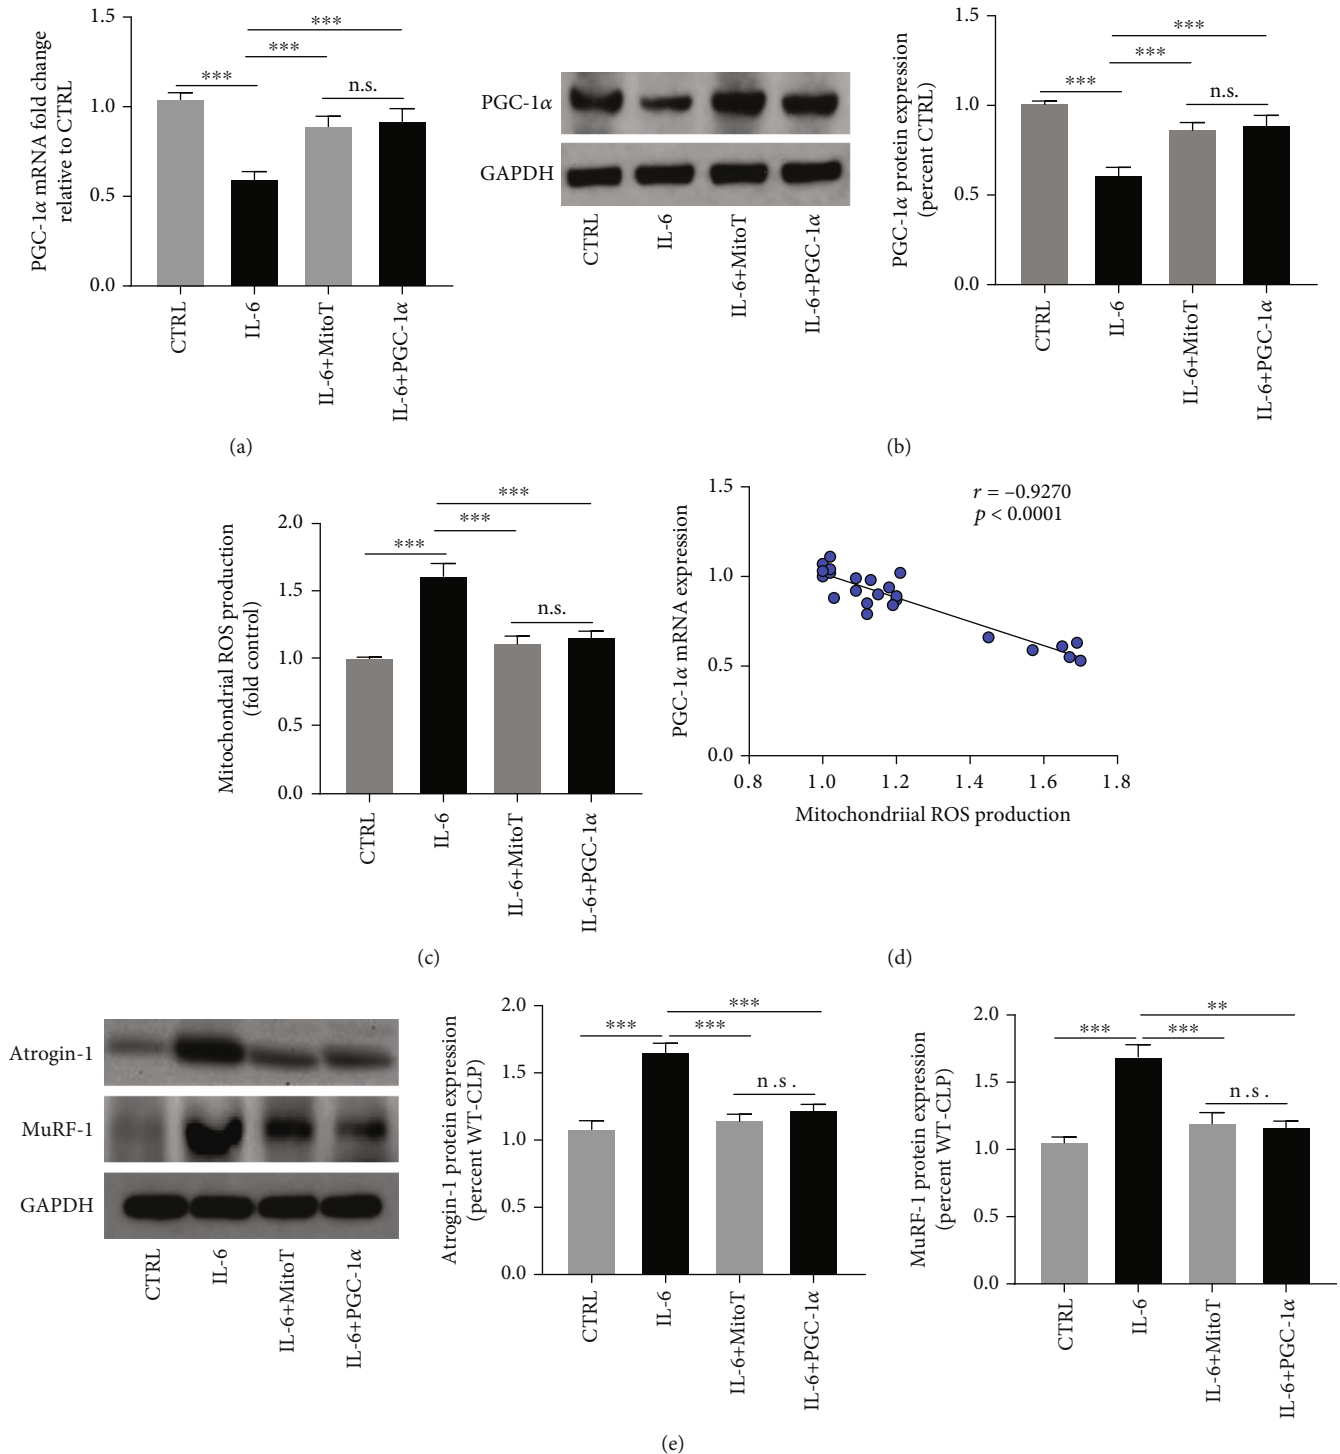 PGC-1α mRNA fold change
relative to CTRL
1.5
1.0
0.5
0.0
***
***
***
n.s.
CTRL
IL-6
IL-6+MitoT
IL-6+PGC-1α
(a)
PGC-1α
GAPDH
CTRL
IL-6
IL-6+MitoT
IL-6+PGC-1α
PGC-1α protein expression
(percent CTRL)
1.5
1.0
0.5
0.0
***
***
***
n.s.
CTRL
IL-6
IL-6+MitoT
IL-6+PGC-1α
(b)
Mitochondrial ROS production
(fold control)
2.0
1.5
1.0
0.5
0.0
***
***
***
n.s.
CTRL
IL-6
IL-6+MitoT
IL-6+PGC-1α
(c)
PGC-1α mRNA expression
1.5
1.0
0.5
0.0
r = –0.9270
p < 0.0001
0.8 1.0 1.2 1.4 1.6 1.8
Mitochondriial ROS production
(d)
Atrogin-1
MuRF-1
GAPDH
CTRL
IL-6
IL-6+MitoT
IL-6+PGC-1α
Atrogin-1 protein expression
(percent WT-CLP)
2.0
1.5
1.0
0.5
0.0
***
***
***
n.s.
CTRL
IL-6
IL-6+MitoT
IL-6+PGC-1α
MuRF-1 protein expression
(percent WT-CLP)
2.0
1.5
1.0
0.5
0.0
**
***
***
n.s.
CTRL
IL-6
IL-6+MitoT
IL-6+PGC-1α
(e)